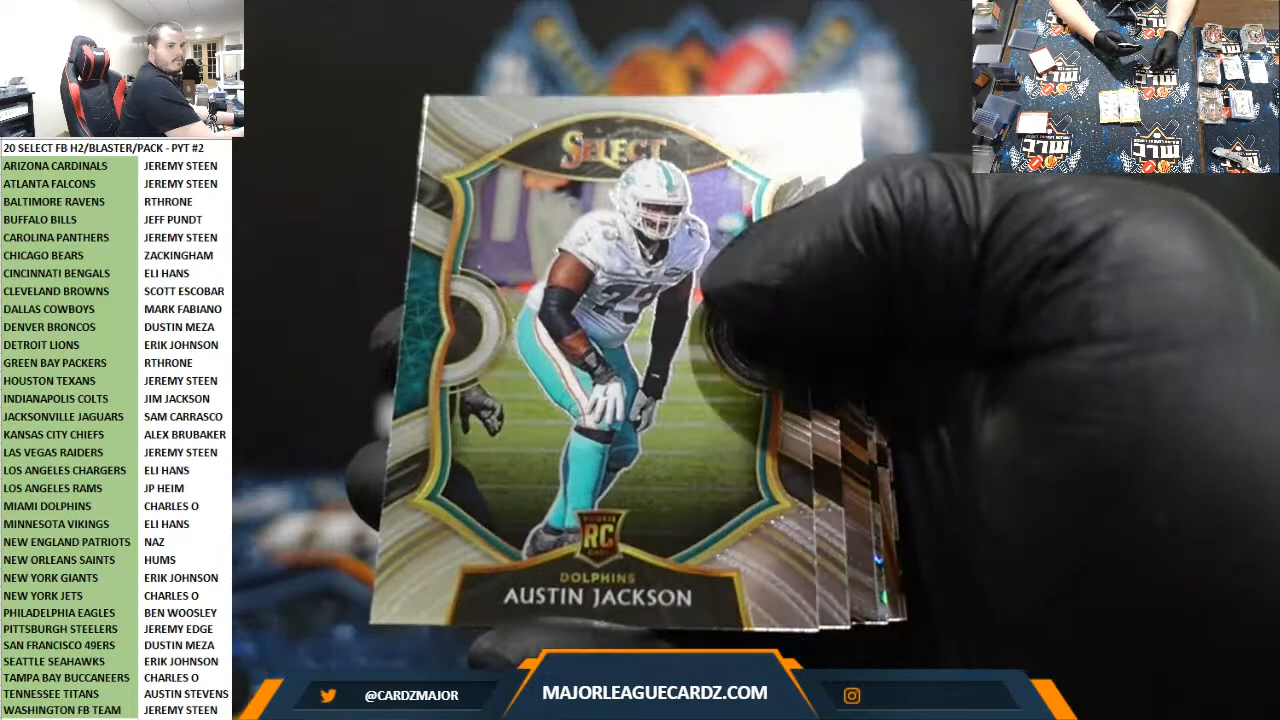 20 SELECT FB H2/BLASTER/PACK - PYT #2
ARIZONA CARDINALS JEREMY STEEN
ATLANTA FALCONS JEREMY STEEN
BALTIMORE RAVENS RTHRONE
BUFFALO BILLS JEFF PUNDT
CAROLINA PANTHERS JEREMY STEEN
CHICAGO BEARS ZACKINGHAM
CINCINNATI BENGALS ELI HANS
CLEVELAND BROWNS SCOTT ESCOBAR
DALLAS COWBOYS MARK FABIANO
DENVER BRONCOS DUSTIN MEZA
DETROIT LIONS ERIK JOHNSON
GREEN BAY PACKERS RTHRONE
HOUSTON TEXANS JEREMY STEEN
INDIANAPOLIS COLTS JIM JACKSON
JACKSONVILLE JAGUARS SAM CARRASCO
KANSAS CITY CHIEFS ALEX BRUBAKER
LAS VEGAS RAIDERS JEREMY STEEN
LOS ANGELES CHARGERS ELI HANS
LOS ANGELES RAMS JP HEIM
MIAMI DOLPHINS CHARLES O
MINNESOTA VIKINGS ELI HANS
NEW ENGLAND PATRIOTS NAZ
NEW ORLEANS SAINTS HUMS
NEW YORK GIANTS ERIK JOHNSON
NEW YORK JETS CHARLES O
PHILADELPHIA EAGLES BEN WOOSLEY
PITTSBURGH STEELERS JEREMY EDGE
SAN FRANCISCO 49ERS DUSTIN MEZA
SEATTLE SEAHAWKS ERIK JOHNSON
TAMPA BAY BUCCANEERS CHARLES O
TENNESSEE TITANS AUSTIN STEVENS
WASHINGTON FB TEAM JEREMY STEEN
SELECT
73
RC
DOLPHINS
AUSTIN JACKSON
@CARDZMAJOR
MAJORLEAGUECARDZ.COM